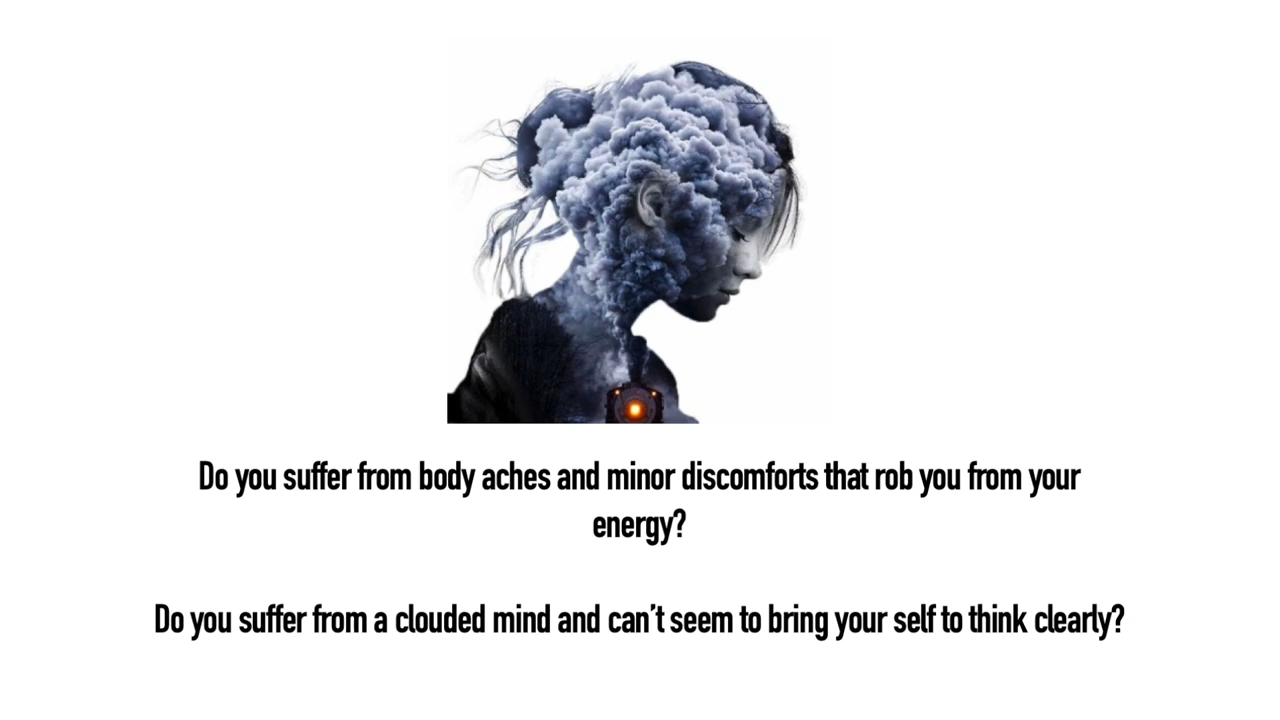 Do you suffer from body aches and minor discomforts that rob you from your
energy?
Do you suffer from a clouded mind and can't seem to bring your self to think clearly?